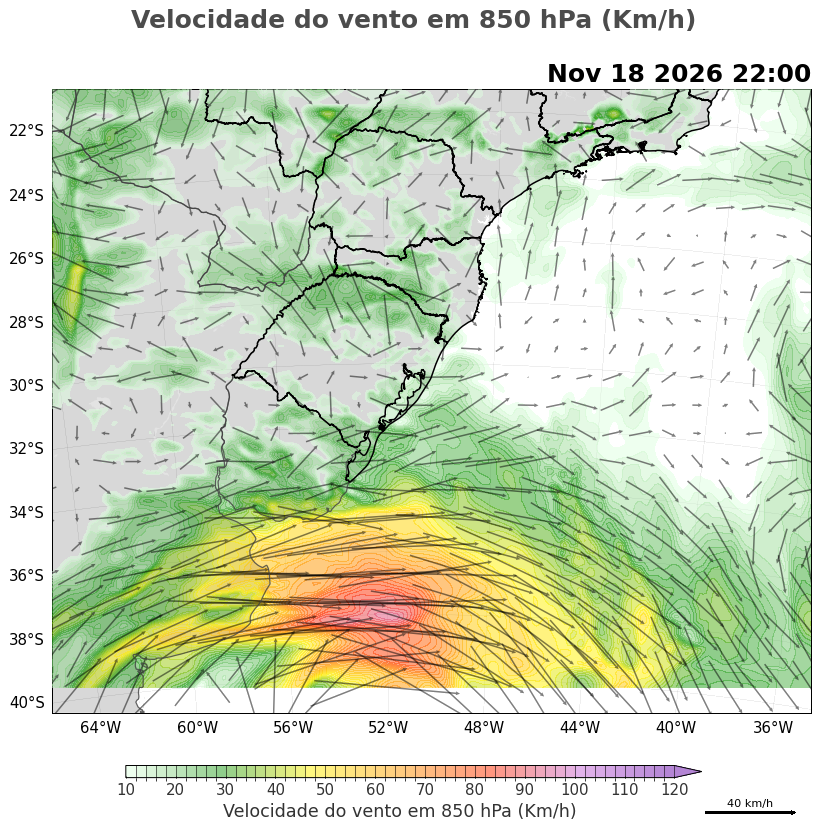 Velocidade do vento em 850 hPa (Km/h)
Nov 18 2026 22:00
22°S
24°S
26°S
28°S
30°S
32°S
34°S
36°S
38°S
40°S
64°W 60°W 56°W 52°W 48°W 44°W 40°W 36°W
10 20 30 40 50 60 70 80 90 100 110 120
Velocidade do vento em 850 hPa (Km/h)
40 km/h